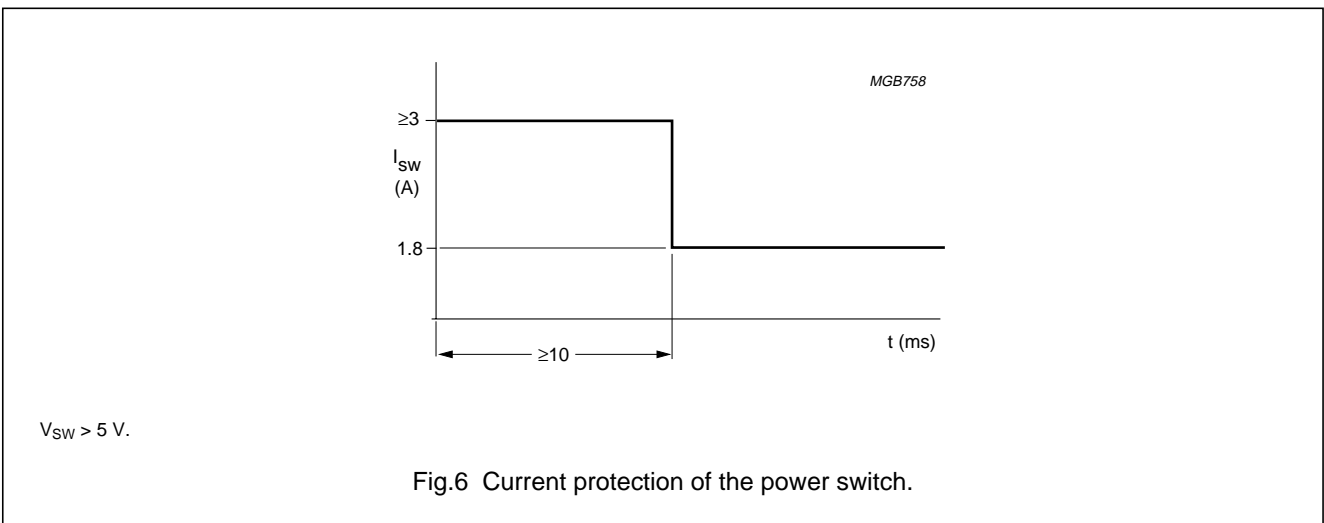 MGB758
≥3
I_SW
(A)
1.8
t (ms)
≥10
V_SW > 5 V.
Fig.6 Current protection of the power switch.